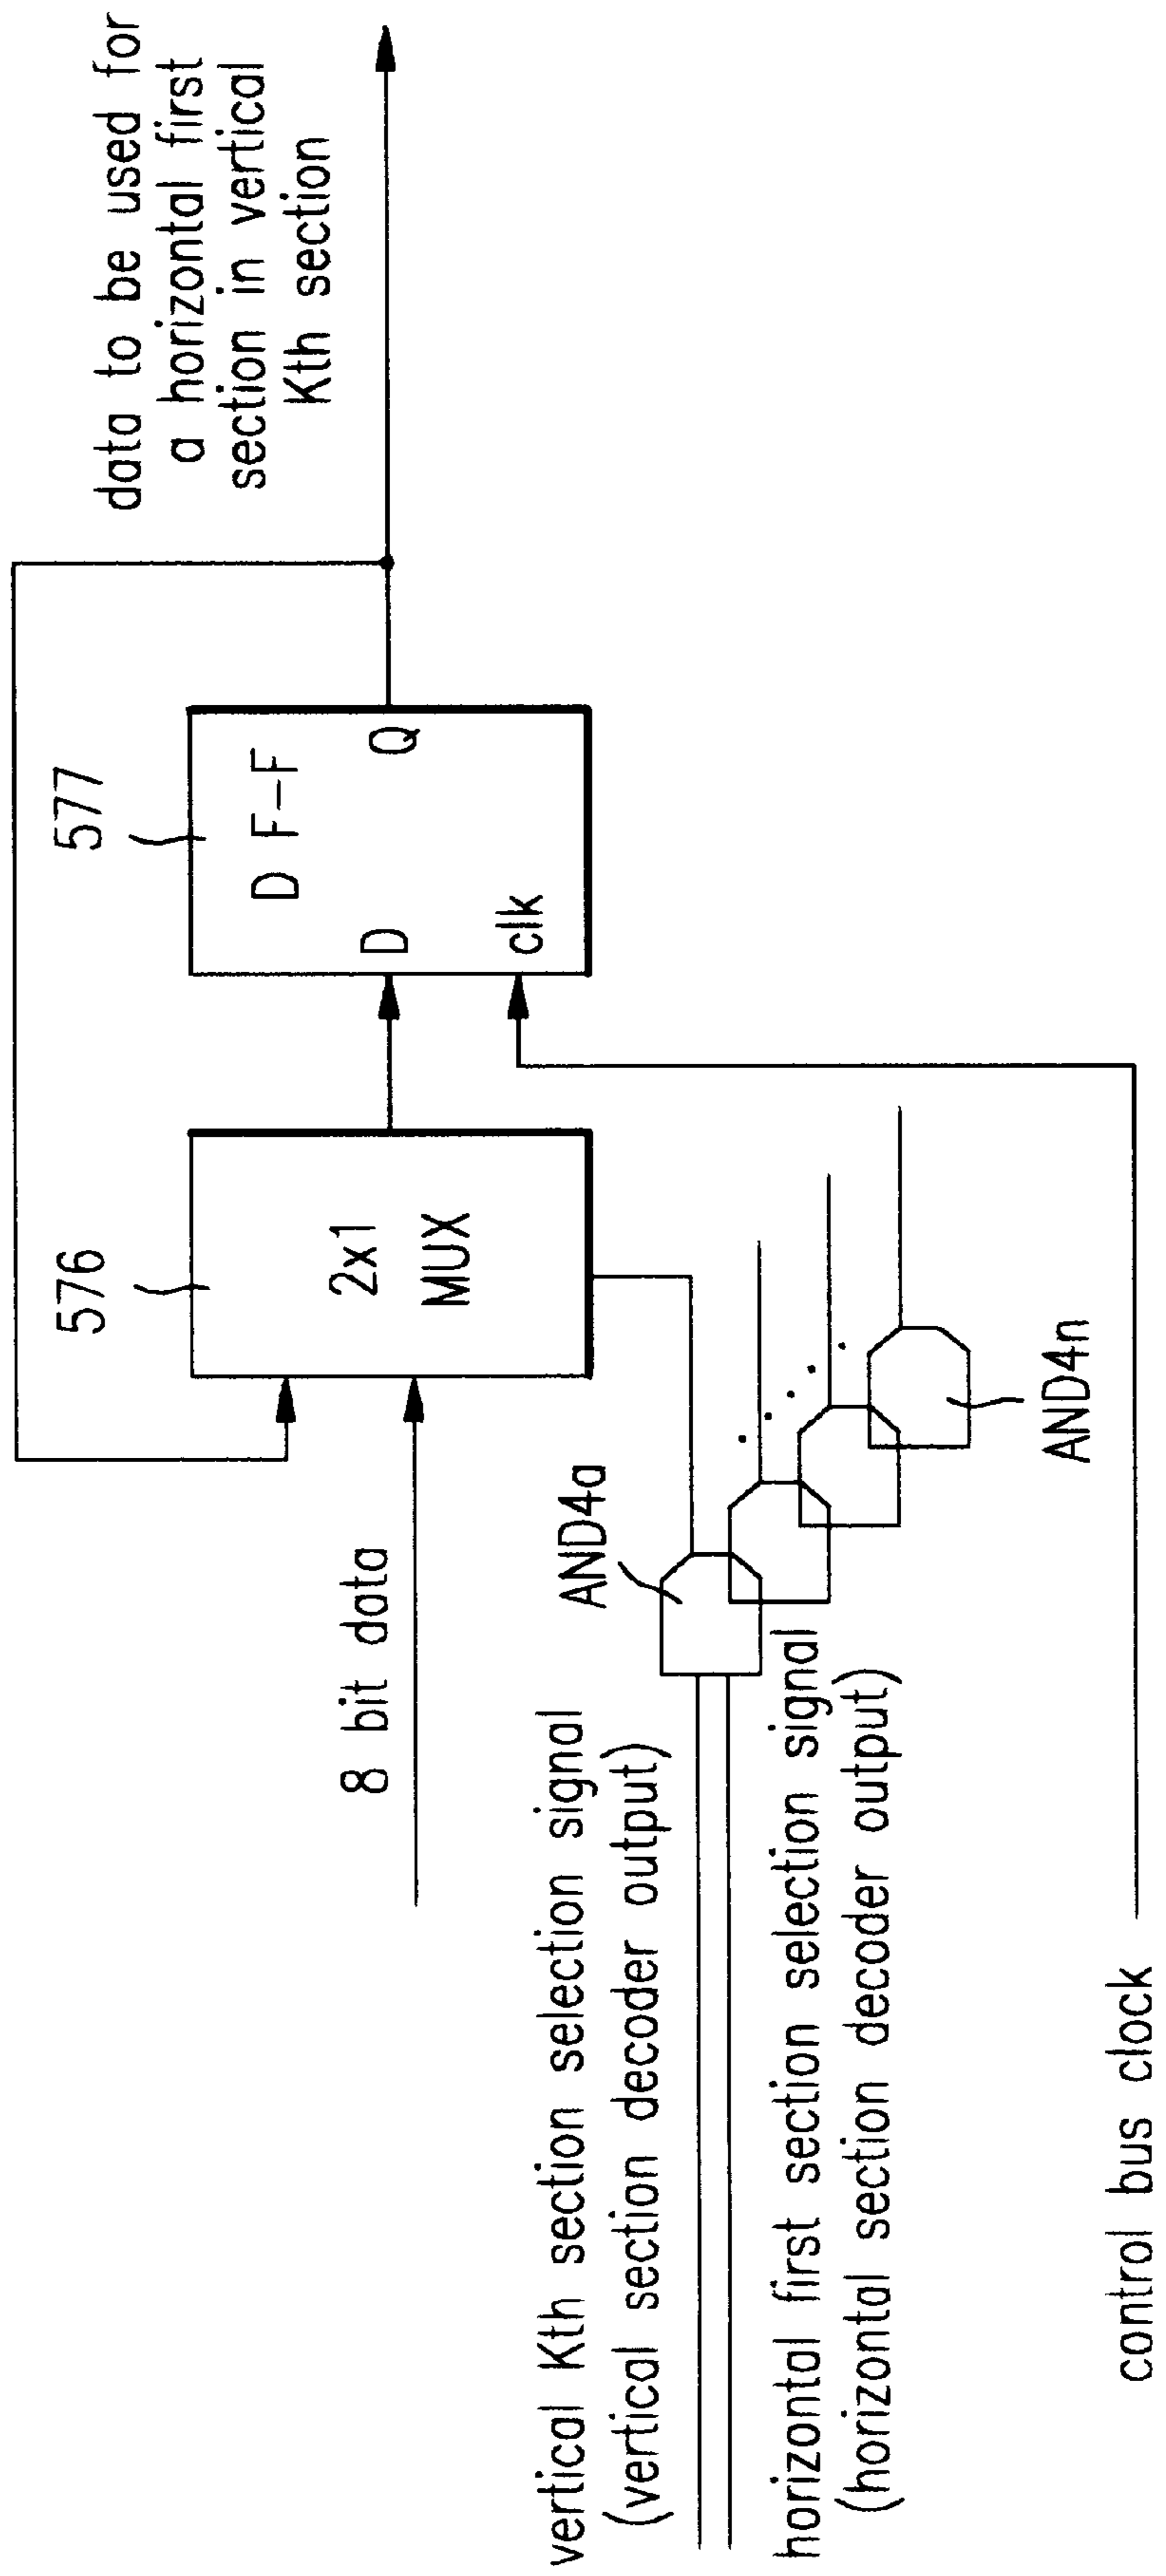 data to be used for
a horizontal first
section in vertical
Kth section
577
D F-F
D
Q
clk
576
2x1
MUX
8 bit data
AND4a
AND4n
vertical Kth section selection signal
(vertical section decoder output)
horizontal first section selection signal
(horizontal section decoder output)
control bus clock